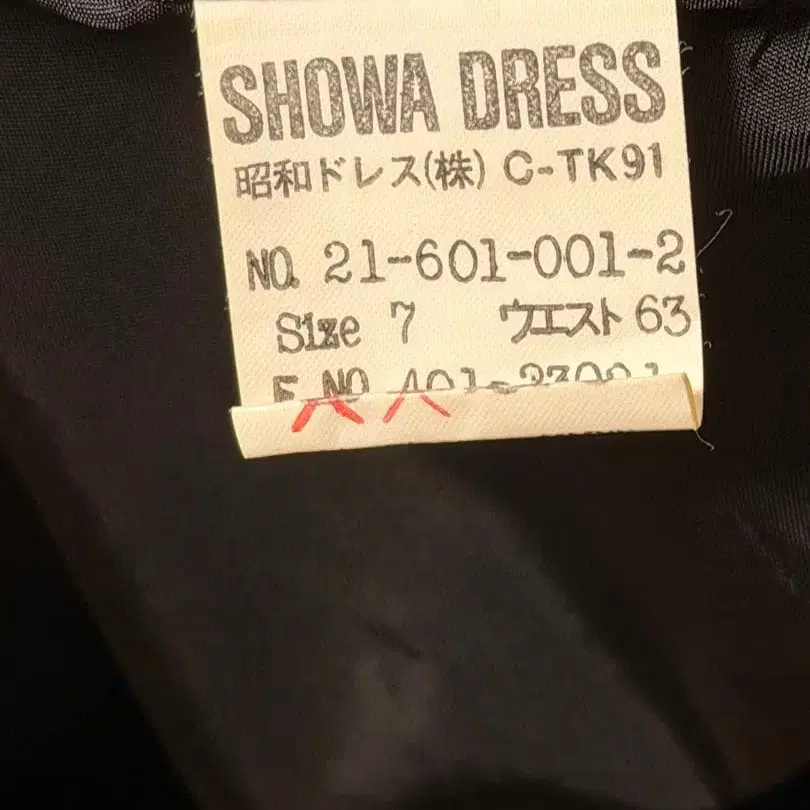 SHOWA DRESS
昭和ドレス(株) C-TK91
NO. 21-601-001-2
Size 7 ウエスト 63
NO